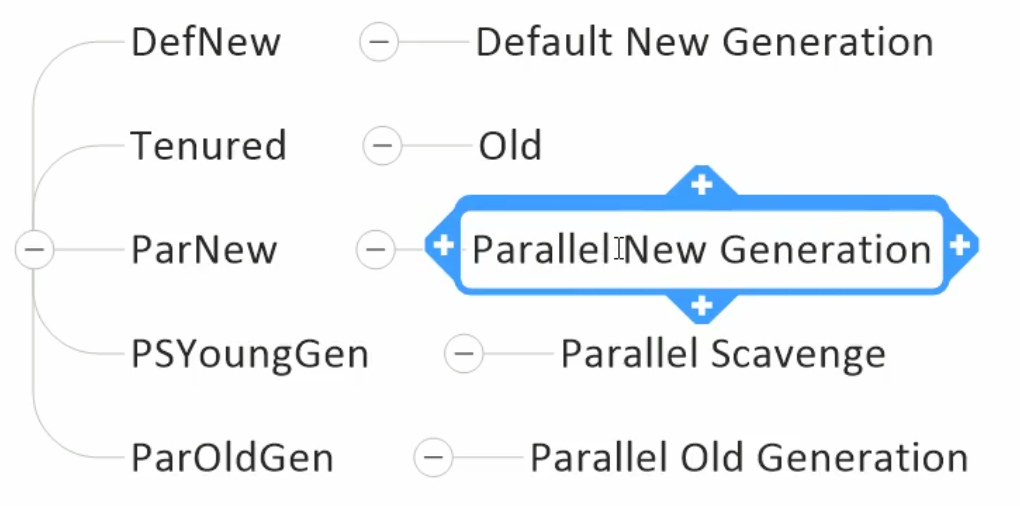 DefNew Default New Generation
Tenured Old
ParNew Parallel New Generation
PSYoungGen Parallel Scavenge
ParOldGen Parallel Old Generation